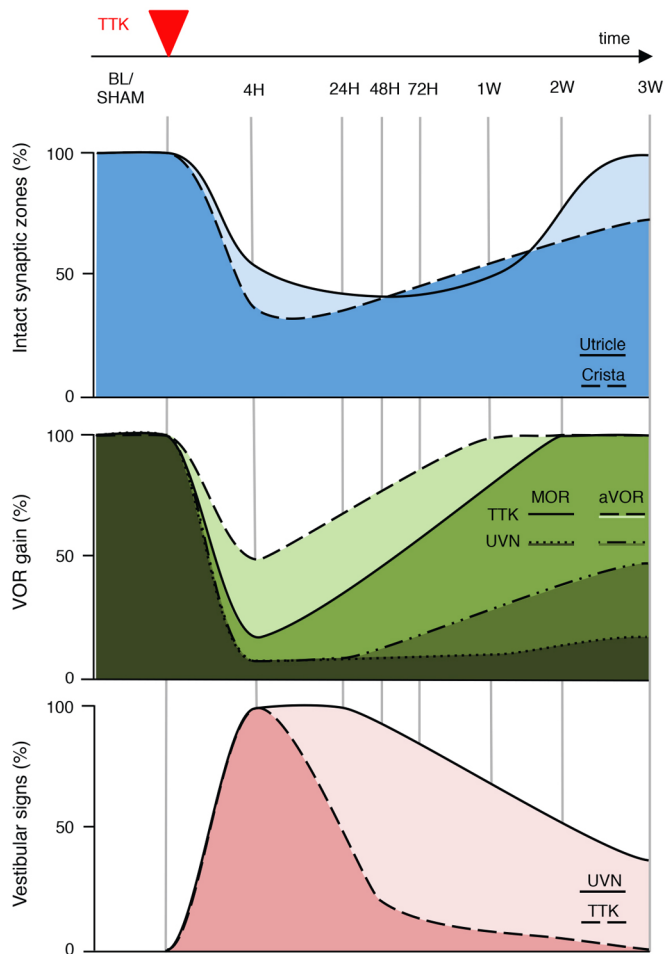 TTK
time
BL/
SHAM
4H
24H
48H
72H
1W
2W
3W
Intact synaptic zones (%)
100
50
0
Utricle
Crista
VOR gain (%)
100
50
0
MOR
aVOR
TTK
UVN
Vestibular signs (%)
100
50
0
UVN
TTK